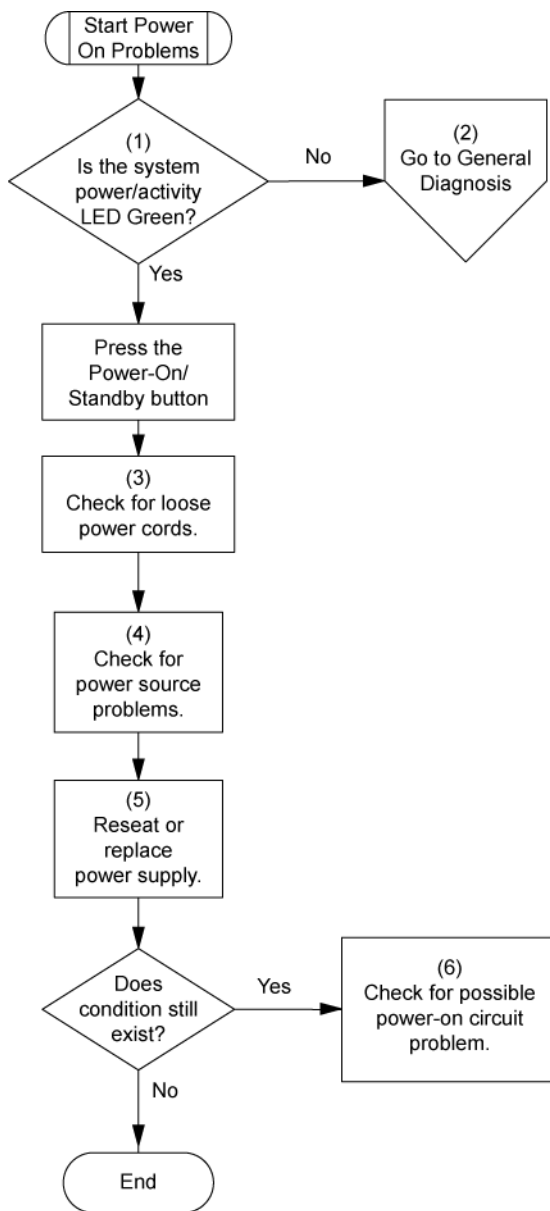 Start Power
On Problems
(1)
Is the system
power/activity
LED Green?
No
(2)
Go to General
Diagnosis
Yes
Press the
Power-On/
Standby button
(3)
Check for loose
power cords.
(4)
Check for
power source
problems.
(5)
Reseat or
replace
power supply.
Does
condition still
exist?
Yes
(6)
Check for possible
power-on circuit
problem.
No
End